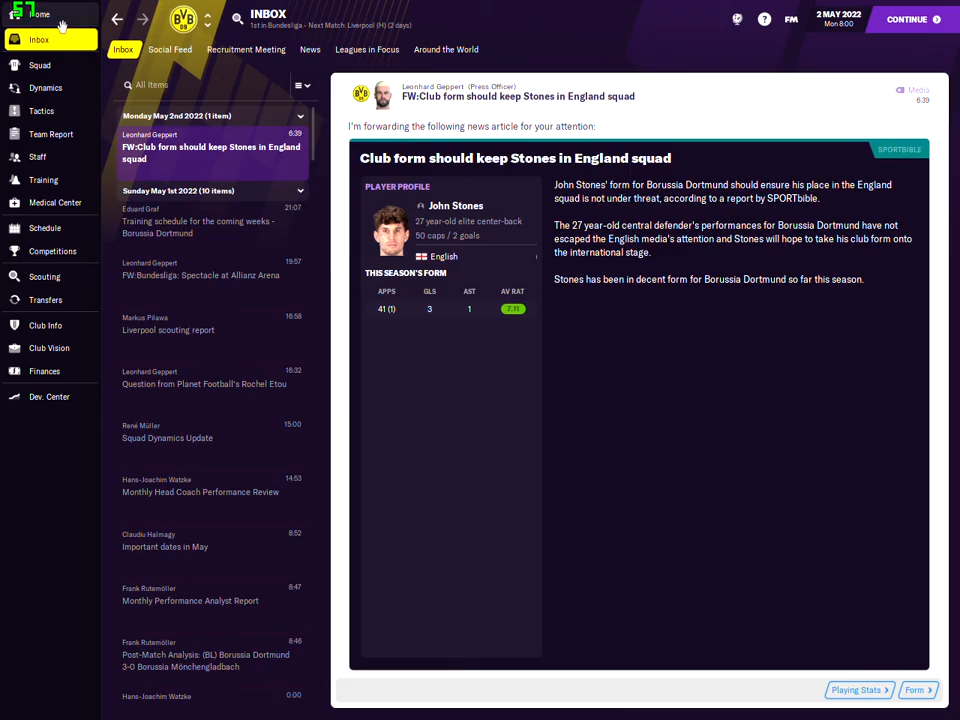 57
Home
Inbox
Squad
Dynamics
Tactics
Team Report
Staff
Training
Medical Center
Schedule
Competitions
Scouting
Transfers
Club Info
Club Vision
Finances
Dev. Center
BVB
09
INBOX
1st in Bundesliga - Next Match: Liverpool (H) (2 days)
FM
2 MAY 2022
Mon 8:00
CONTINUE
Inbox
Social Feed
Recruitment Meeting
News
Leagues in Focus
Around the World
All Items
Monday May 2nd 2022 (1 item)
Leonhard Geppert
6:39
FW:Club form should keep Stones in England
squad
Sunday May 1st 2022 (10 items)
Eduard Graf
21:07
Training schedule for the coming weeks -
Borussia Dortmund
Leonhard Geppert
19:57
FW:Bundesliga: Spectacle at Allianz Arena
Markus Pilawa
16:58
Liverpool scouting report
Leonhard Geppert
16:32
Question from Planet Football's Rochel Etou
René Müller
15:00
Squad Dynamics Update
Hans-Joachim Watzke
14:53
Monthly Head Coach Performance Review
Claudiu Halmagy
8:52
Important dates in May
Frank Rutemöller
8:47
Monthly Performance Analyst Report
Frank Rutemöller
8:46
Post-Match Analysis: (BL) Borussia Dortmund
3-0 Borussia Mönchengladbach
Hans-Joachim Watzke
0:00
BVB
Leonhard Geppert (Press Officer)
FW:Club form should keep Stones in England squad
Media
6:39
I'm forwarding the following news article for your attention:
Club form should keep Stones in England squad
SPORTBIBLE
PLAYER PROFILE
John Stones
27 year-old elite center-back
50 caps / 2 goals
English
THIS SEASON'S FORM
APPS GLS AST AV RAT
41 (1) 3 1 7.11
John Stones' form for Borussia Dortmund should ensure his place in the England
squad is not under threat, according to a report by SPORTbible.
The 27 year-old central defender's performances for Borussia Dortmund have not
escaped the English media's attention and Stones will hope to take his club form onto
the international stage.
Stones has been in decent form for Borussia Dortmund so far this season.
Playing Stats
Form